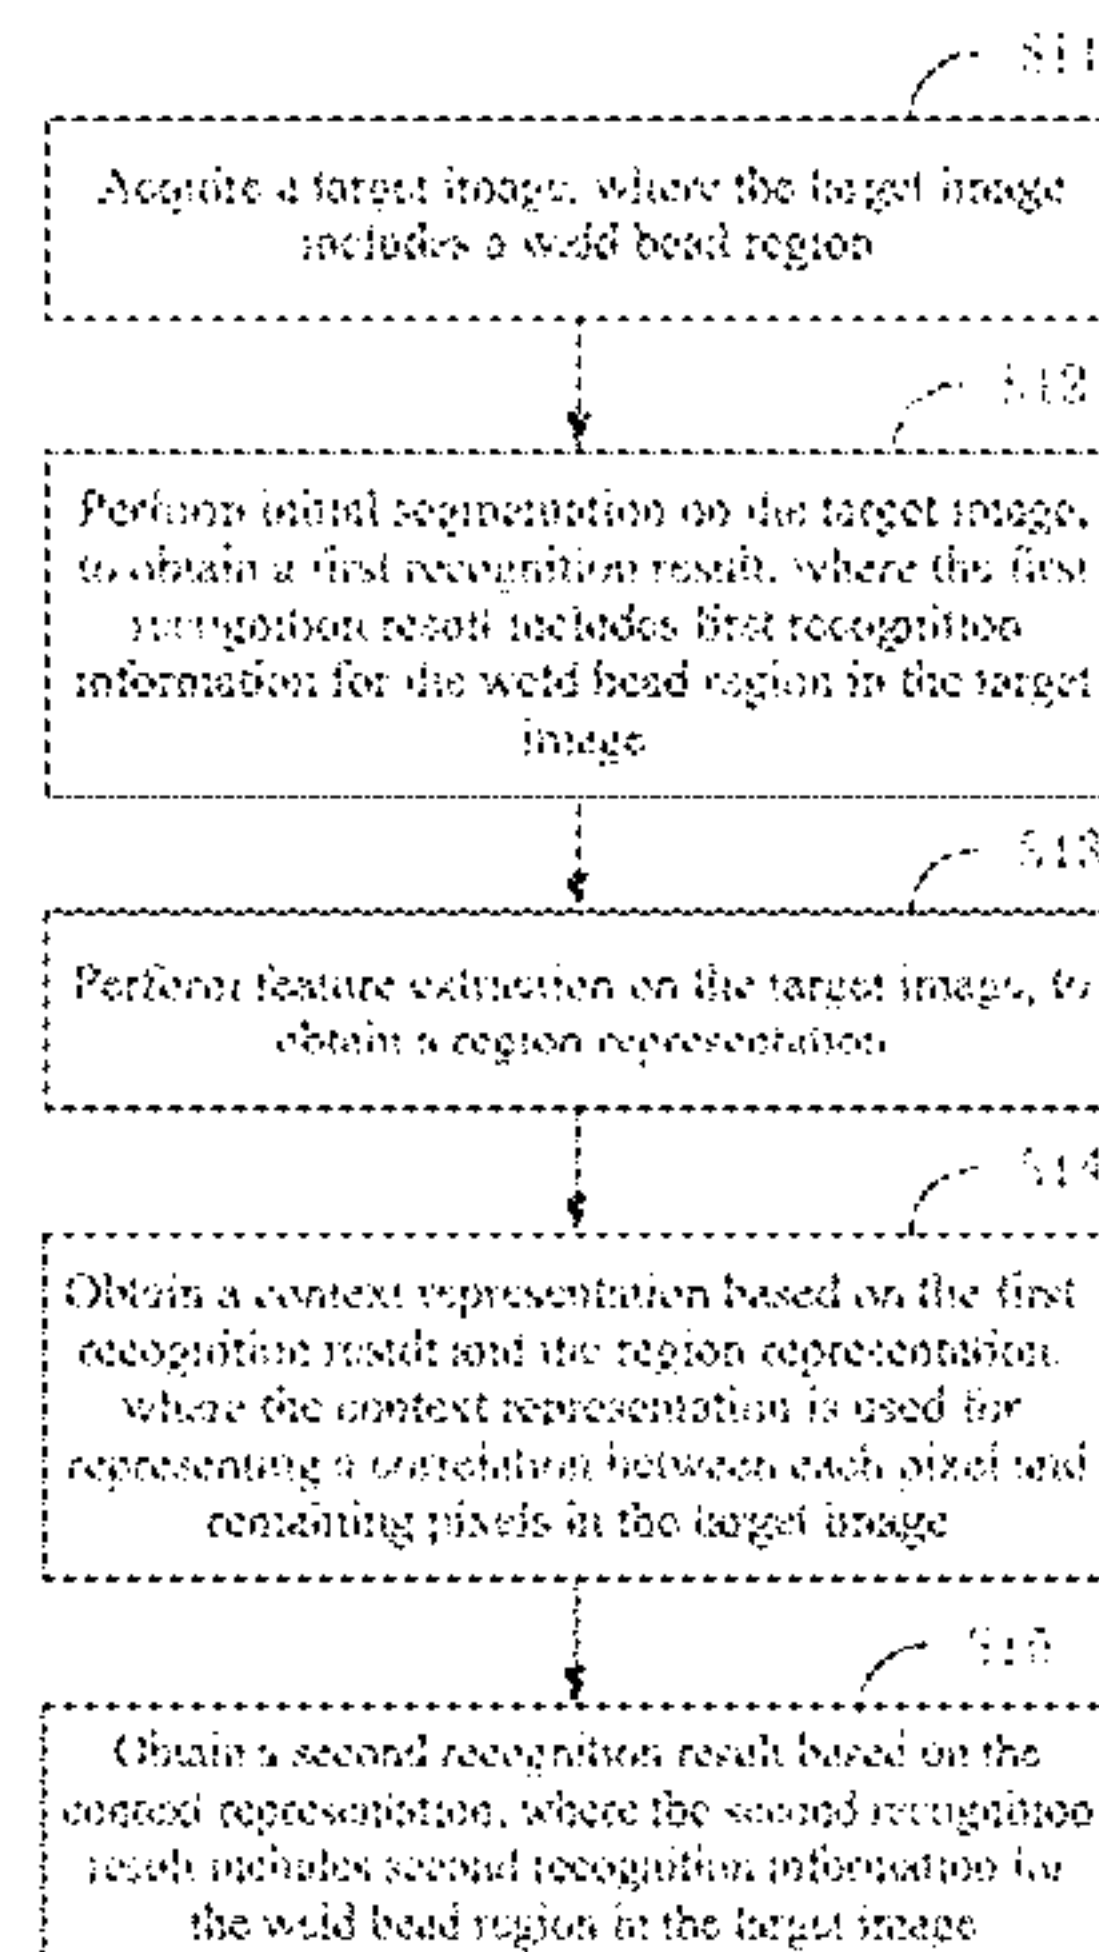 S11
Acquire a target image, where the target image
includes a weld bead region
S12
Perform initial segmentation on the target image,
to obtain a first recognition result, where the first
recognition result includes first recognition
information for the weld bead region in the target
image
S13
Perform feature extraction on the target image, to
obtain a region representation
S14
Obtain a context representation based on the first
recognition result and the region representation,
where the context representation is used for
representing a correlation between each pixel and
remaining pixels in the target image
Obtain a second recognition result based on the
context representation, where the second recognition
result includes second recognition information for
the weld bead region in the target image